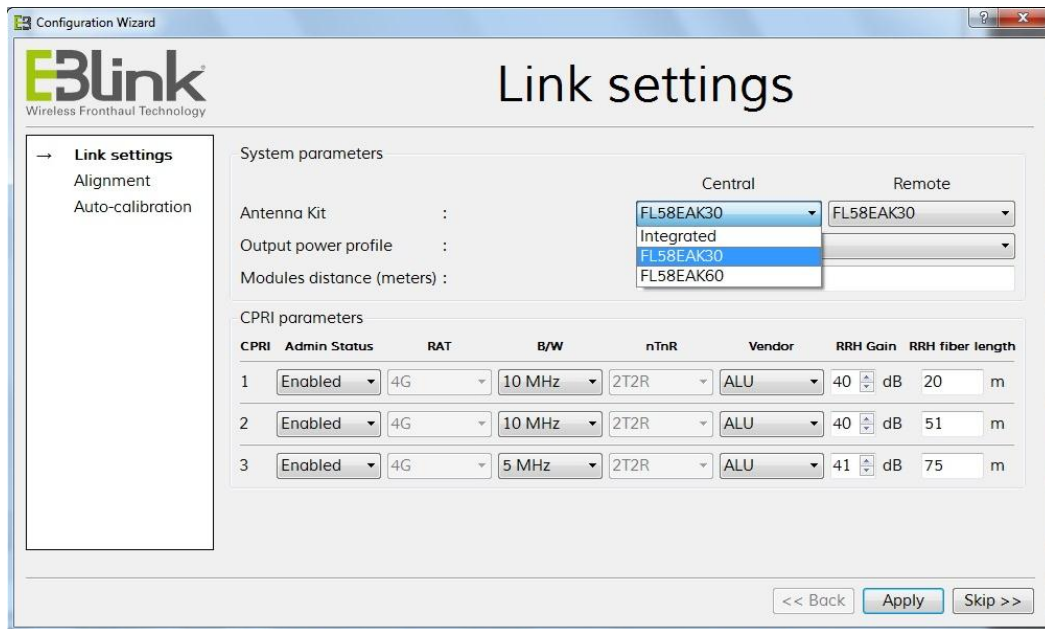 Configuration Wizard
EBlink
Wireless Fronthaul Technology
Link settings
→ Link settings
Alignment
Auto-calibration
System parameters
Central Remote
Antenna Kit : FL58EAK30 FL58EAK30
Integrated
Output power profile :
FL58EAK30
Modules distance (meters) : FL58EAK60
CPRI parameters
CPRI Admin Status RAT B/W nTnR Vendor RRH Gain RRH fiber length
1 Enabled 4G 10 MHz 2T2R ALU 40 dB 20 m
2 Enabled 4G 10 MHz 2T2R ALU 40 dB 51 m
3 Enabled 4G 5 MHz 2T2R ALU 41 dB 75 m
<< Back Apply Skip >>